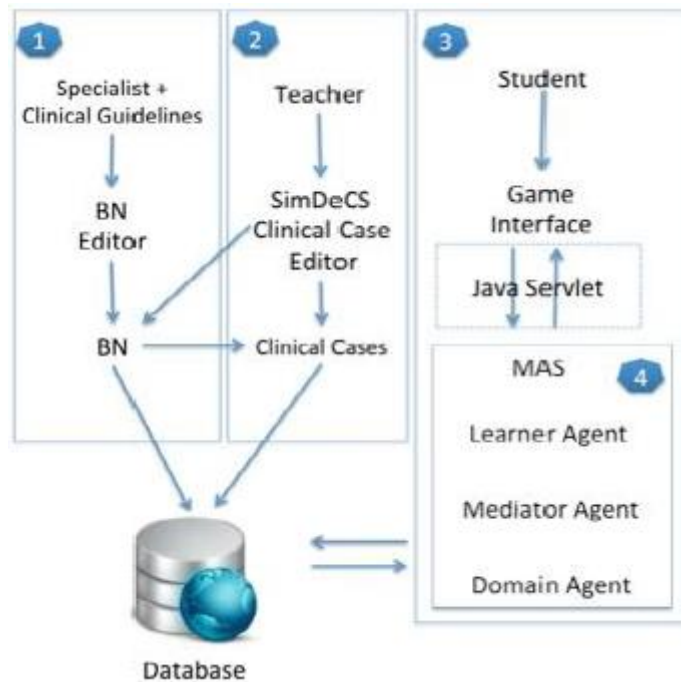 1
Specialist +
Clinical Guidelines
BN
Editor
BN
2
Teacher
SimDeCS
Clinical Case
Editor
Clinical Cases
3
Student
Game
Interface
Java Servlet
MAS
4
Learner Agent
Mediator Agent
Domain Agent
Database